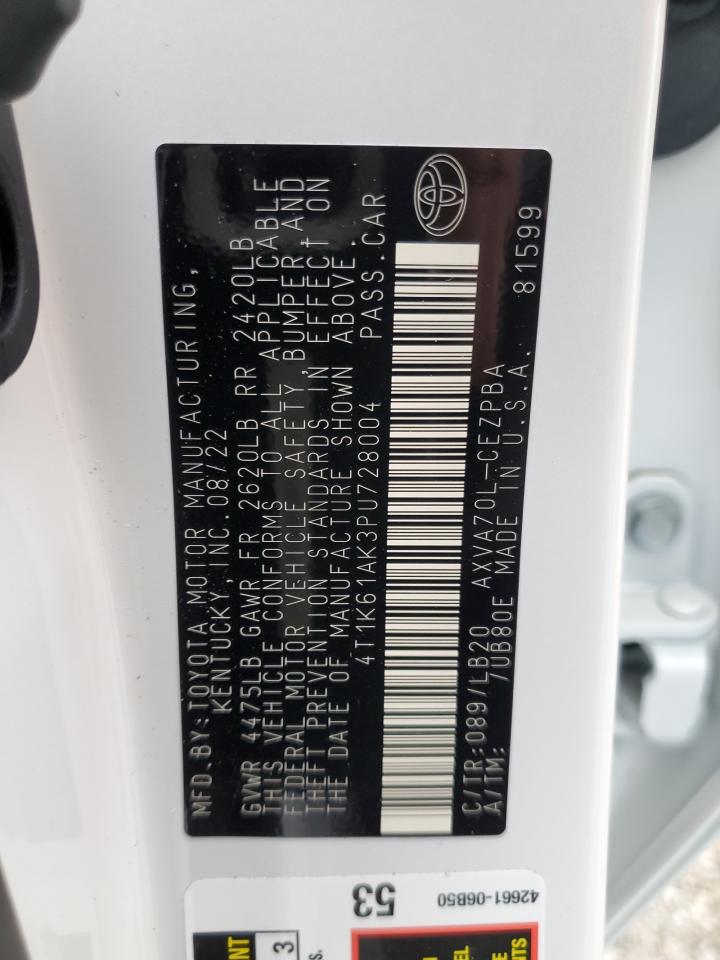 MFD.BY:TOYOTA MOTOR MANUFACTURING,
KENTUCKY,INC.08/22
GVWR 4475LB GAWR FR 2620LB RR 2420LB
THIS VEHICLE CONFORMS TO ALL APPLICABLE
FEDERAL MOTOR VEHICLE SAFETY,BUMPER,AND
THEFT PREVENTION STANDARDS IN EFFECT ON
THE DATE OF MANUFACTURE SHOWN ABOVE.
4T1K61AK3PU728004 PASS.CAR
C/TR:089/LB20 AXVA70L-CEZPBA
A/TM: /UB80E MADE IN U.S.A. 81599
53
42661-06B50
3